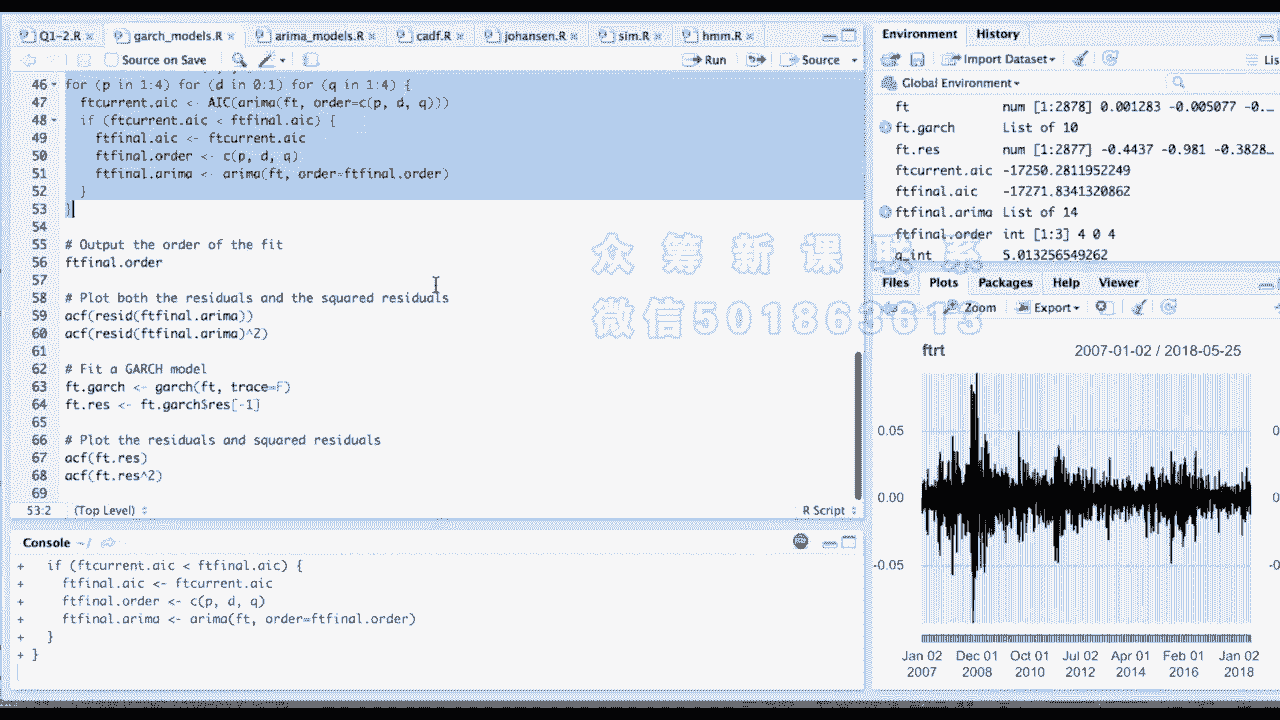 Q1-2.R garch_models.R arima_models.R cadf.R johansen.R sim.R hmm.R
Source on Save Run Source
46 for (p in 1:4) for (d in 0:1) (q in 1:4) {
47 ftcurrent.aic <- AIC(arima(ft, order=c(p, d, q)))
48 if (ftcurrent.aic < ftfinal.aic) {
49 ftfinal.aic <- ftcurrent.aic
50 ftfinal.order <- c(p, d, q)
51 ftfinal.arima <- arima(ft, order=ftfinal.order)
52 }
53 }
54
55 # Output the order of the fit
56 ftfinal.order
57
58 # Plot both the residuals and the squared residuals
59 acf(resid(ftfinal.arima))
60 acf(resid(ftfinal.arima)^2)
61
62 # Fit a GARCH model
63 ft.garch <- garch(ft, trace=F)
64 ft.res <- ft.garch$res[-1]
65
66 # Plot the residuals and squared residuals
67 acf(ft.res)
68 acf(ft.res^2)
69
53:2 (Top Level) R Script
Console ~/
+ if (ftcurrent.aic < ftfinal.aic) {
+ ftfinal.aic <- ftcurrent.aic
+ ftfinal.order <- c(p, d, q)
+ ftfinal.arima <- arima(ft, order=ftfinal.order)
+ }
+ }
Environment History
Import Dataset Lis
Global Environment
ft num [1:2878] 0.001283 -0.005077 -0...
ft.garch List of 10
ft.res num [1:2877] -0.4437 -0.981 -0.3828...
ftcurrent.aic -17250.2811952249
ftfinal.aic -17271.8341320862
ftfinal.arima List of 14
ftfinal.order int [1:3] 4 0 4
q_int 5.013256549262
Files Plots Packages Help Viewer
Zoom Export
ftrt 2007-01-02 / 2018-05-25
0.05
0.00
-0.05
Jan 02 2007
Dec 01 2008
Oct 01 2010
Jul 02 2012
Apr 01 2014
Feb 01 2016
Jan 02 2018
众筹新课联系
微信501863613